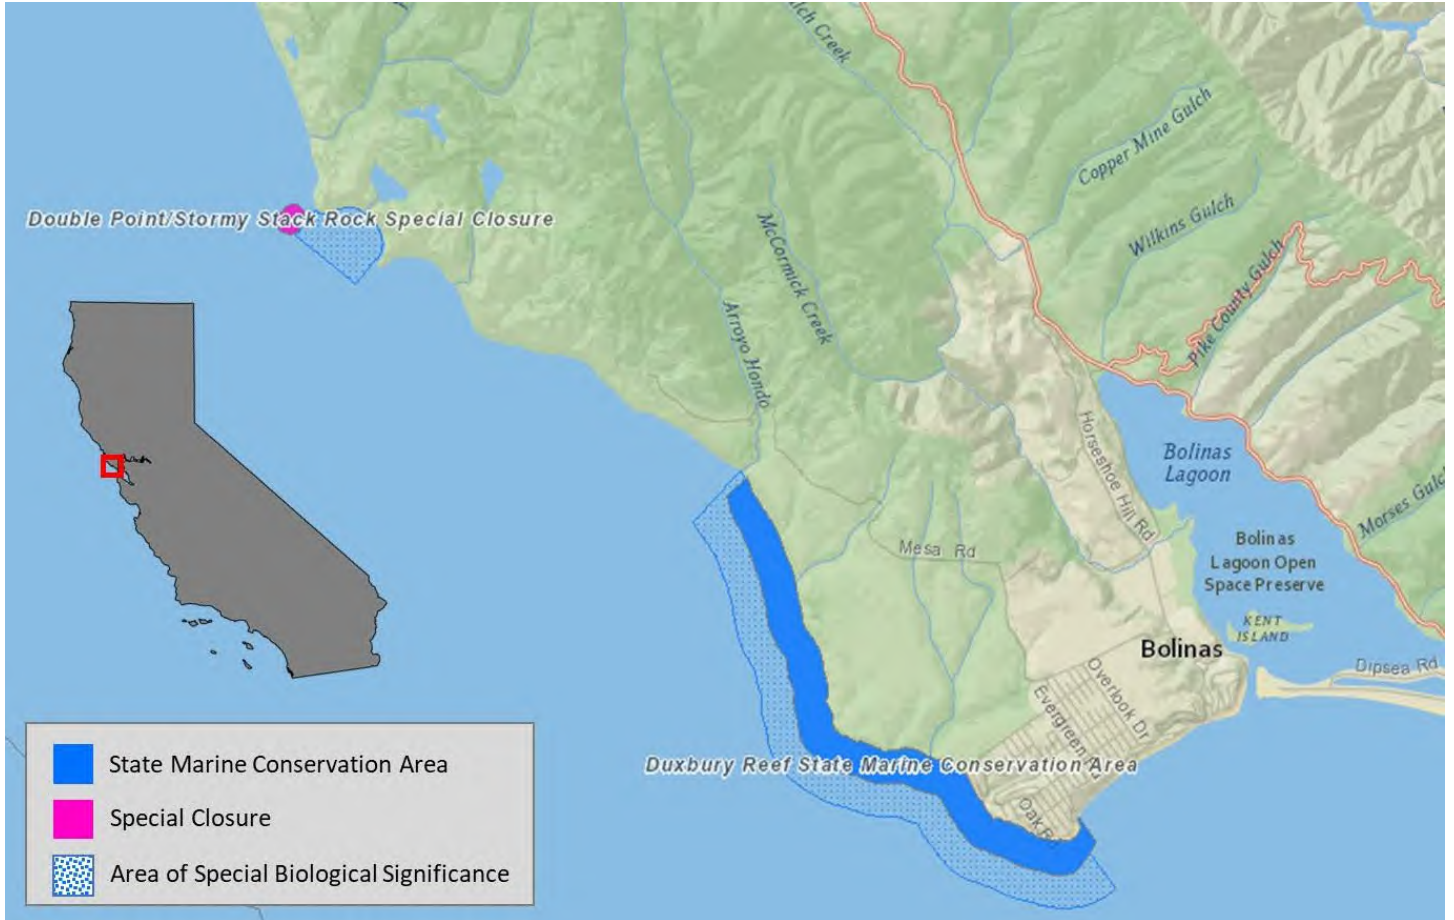 Copper Mine Gulch
Wilkins Gulch
Pike County Gulch
Double Point/Stormy Stack Rock Special Closure
McCormick Creek
Arroyo Hondo
Horseshoe Hill Rd
Bolinas
Lagoon
Mesa Rd
Bolinas
Lagoon Open
Space Preserve
KENT
ISLAND
Bolinas
Dipsea Rd
Overlook Dr
Evergreen
Duxbury Reef State Marine Conservation Area
State Marine Conservation Area
Special Closure
Area of Special Biological Significance